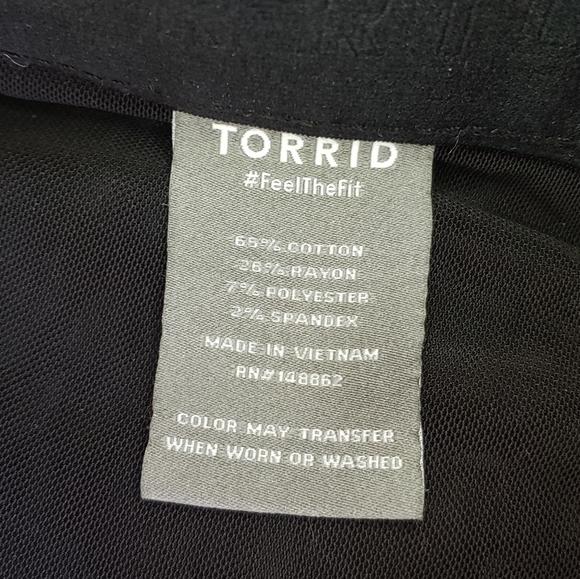 TORRID
#FeelTheFit
65% COTTON
26% RAYON
7% POLYESTER
2% SPANDEX
MADE IN VIETNAM
RN#148862
COLOR MAY TRANSFER
WHEN WORN OR WASHED